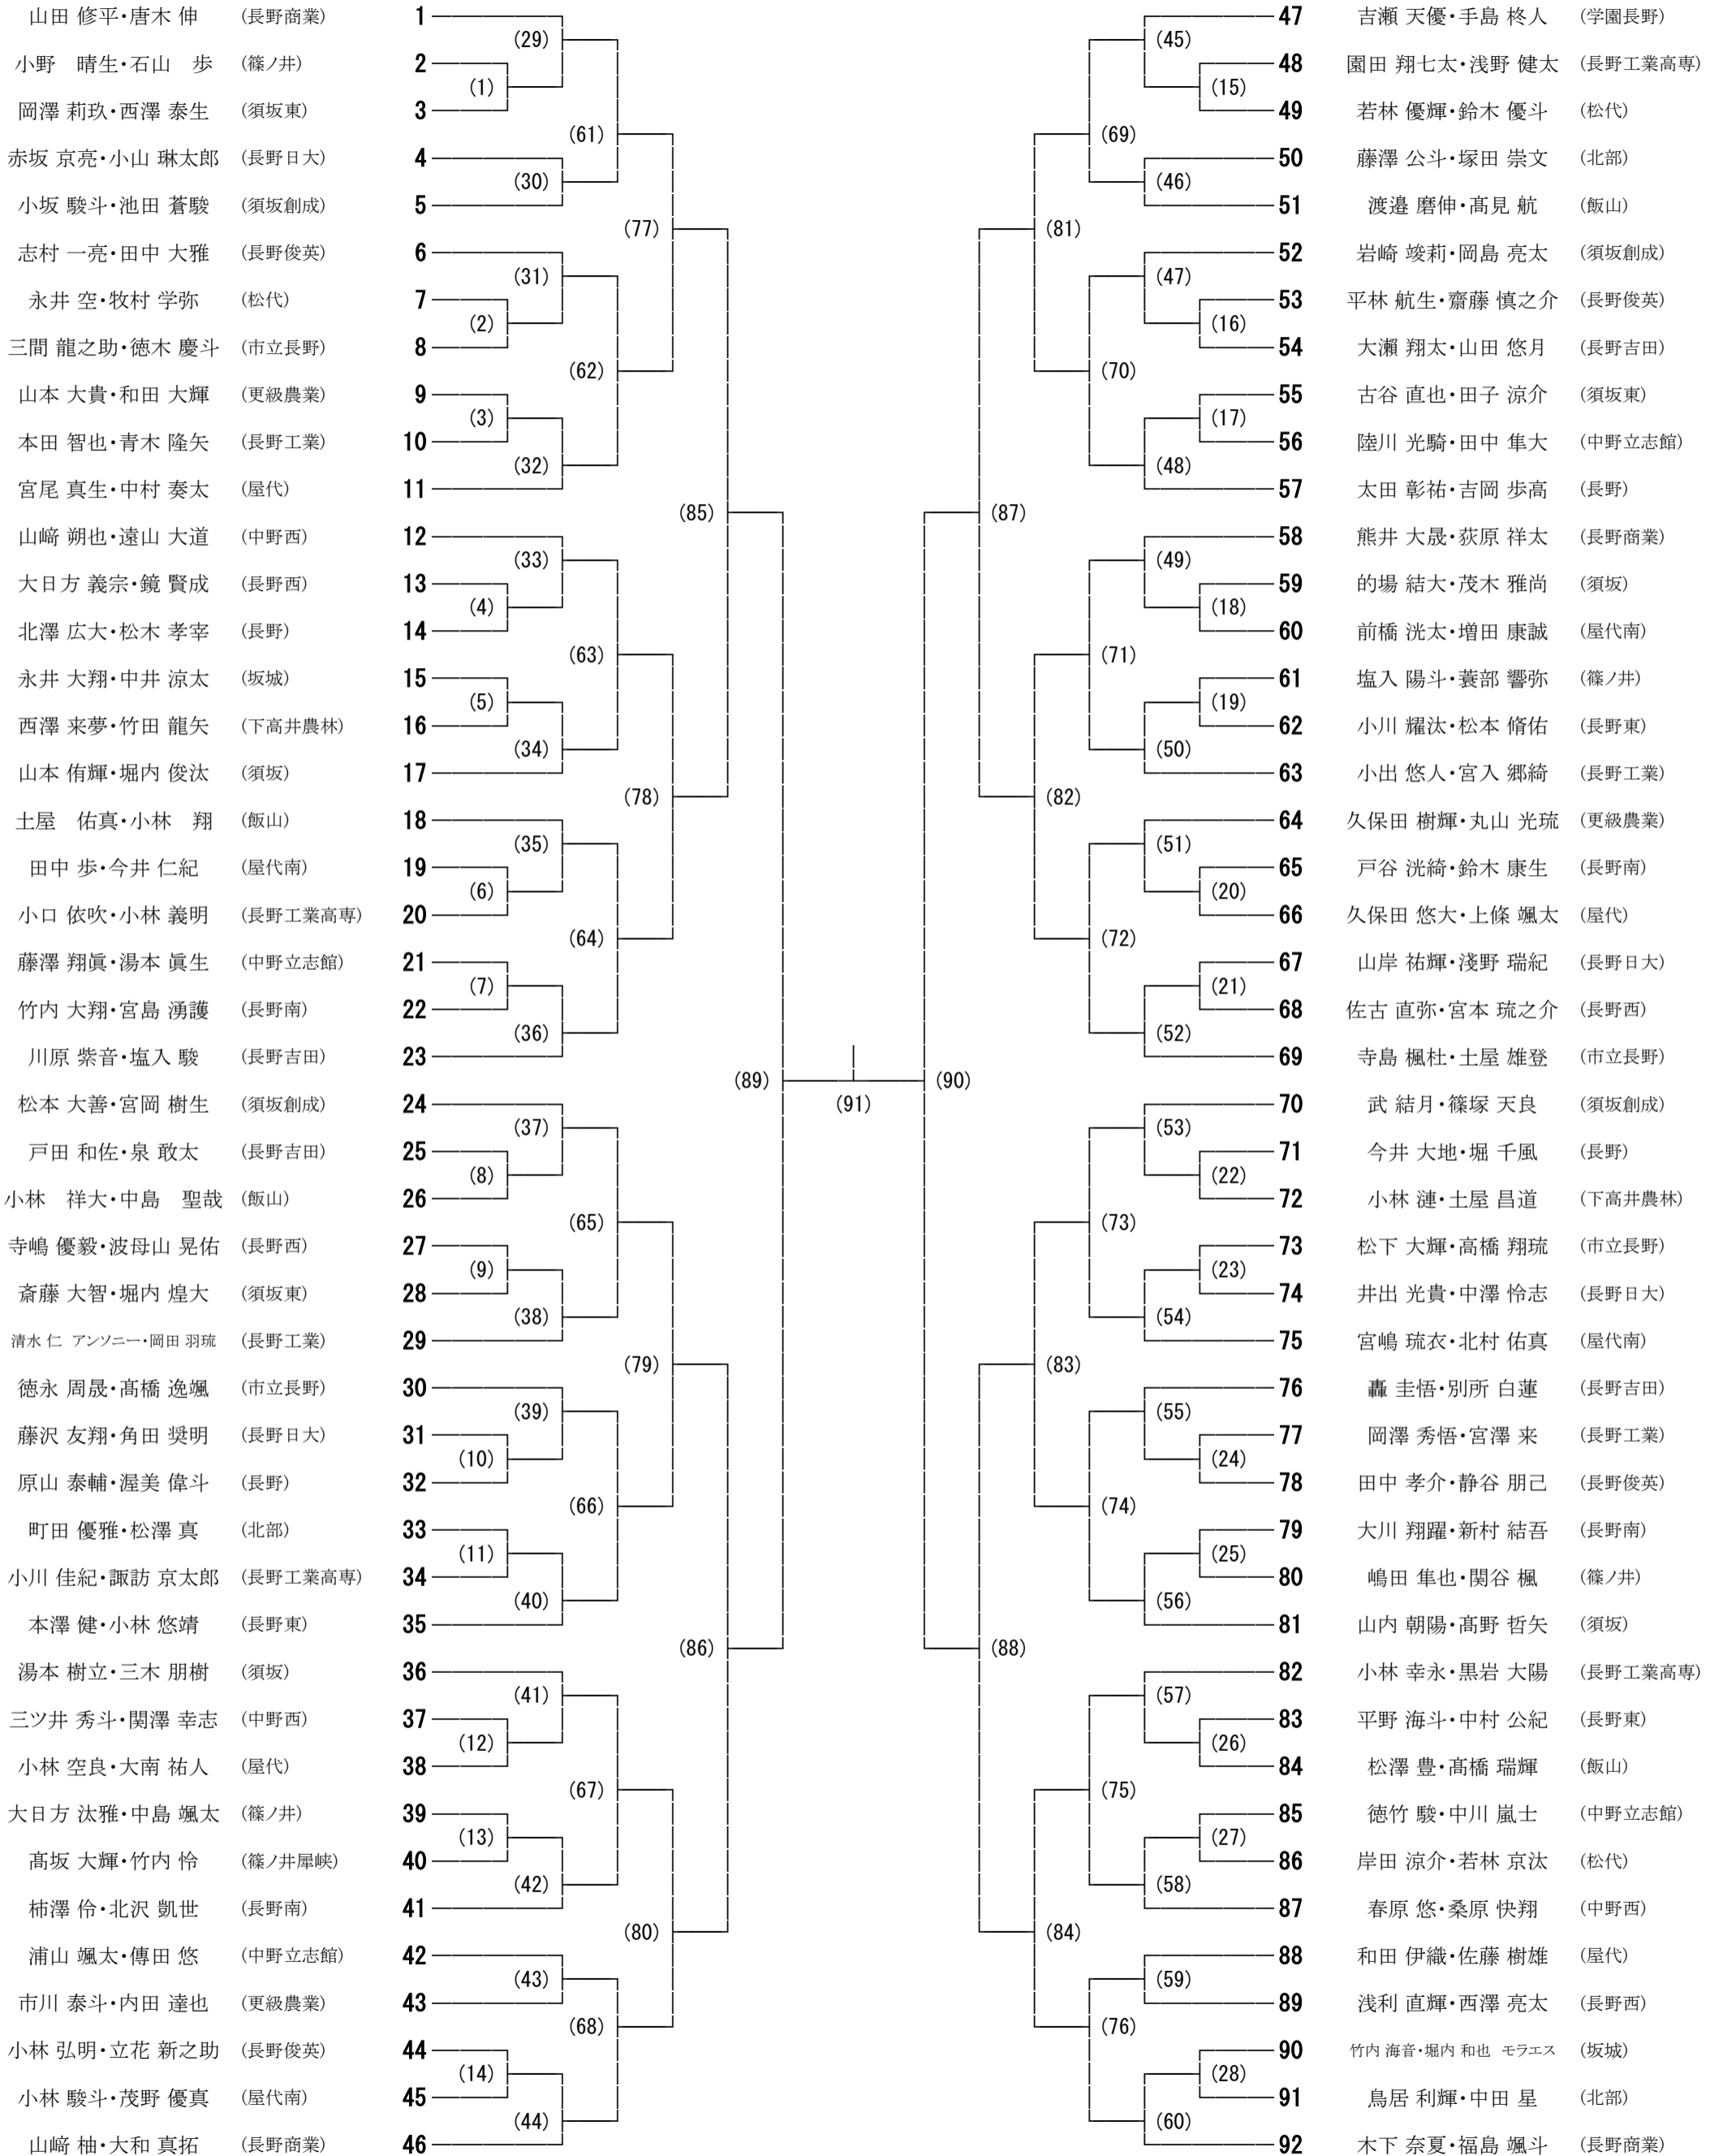 山田 修平・唐木 伸 (長野商業) 1
(29)
小野　晴生・石山　歩 (篠ノ井) 2
(1)
岡澤 莉玖・西澤 泰生 (須坂東) 3
(61)
赤坂 京亮・小山 琳太郎 (長野日大) 4
(30)
小坂 駿斗・池田 蒼駿 (須坂創成) 5
(77)
志村 一亮・田中 大雅 (長野俊英) 6
(31)
永井 空・牧村 学弥 (松代) 7
(2)
三間 龍之助・徳木 慶斗 (市立長野) 8
(62)
山本 大貴・和田 大輝 (更級農業) 9
(3)
本田 智也・青木 隆矢 (長野工業) 10
(32)
宮尾 真生・中村 奏太 (屋代) 11
(85)
山﨑 朔也・遠山 大道 (中野西) 12
(33)
大日方 義宗・鏡 賢成 (長野西) 13
(4)
北澤 広大・松木 孝宰 (長野) 14
(63)
永井 大翔・中井 涼太 (坂城) 15
(5)
西澤 来夢・竹田 龍矢 (下高井農林) 16
(34)
山本 侑輝・堀内 俊汰 (須坂) 17
(78)
土屋　佑真・小林　翔 (飯山) 18
(35)
田中 歩・今井 仁紀 (屋代南) 19
(6)
小口 依吹・小林 義明 (長野工業高専) 20
(64)
藤澤 翔眞・湯本 眞生 (中野立志館) 21
(7)
竹内 大翔・宮島 湧護 (長野南) 22
(36)
川原 紫音・塩入 駿 (長野吉田) 23
(89)
松本 大善・宮岡 樹生 (須坂創成) 24
(37)
戸田 和佐・泉 敢太 (長野吉田) 25
(8)
小林　祥大・中島　聖哉 (飯山) 26
(65)
寺嶋 優毅・波母山 晃佑 (長野西) 27
(9)
斎藤 大智・堀内 煌大 (須坂東) 28
(38)
清水 仁 アンソニー・岡田 羽琉 (長野工業) 29
(79)
徳永 周晟・髙橋 逸颯 (市立長野) 30
(39)
藤沢 友翔・角田 奨明 (長野日大) 31
(10)
原山 泰輔・渥美 偉斗 (長野) 32
(66)
町田 優雅・松澤 真 (北部) 33
(11)
小川 佳紀・諏訪 京太郎 (長野工業高専) 34
(40)
本澤 健・小林 悠靖 (長野東) 35
(86)
湯本 樹立・三木 朋樹 (須坂) 36
(41)
三ツ井 秀斗・関澤 幸志 (中野西) 37
(12)
小林 空良・大南 祐人 (屋代) 38
(67)
大日方 汰雅・中島 颯太 (篠ノ井) 39
(13)
髙坂 大輝・竹内 怜 (篠ノ井犀峡) 40
(42)
柿澤 伶・北沢 凱世 (長野南) 41
(80)
浦山 颯太・傳田 悠 (中野立志館) 42
(43)
市川 泰斗・内田 達也 (更級農業) 43
(68)
小林 弘明・立花 新之助 (長野俊英) 44
(14)
小林 駿斗・茂野 優真 (屋代南) 45
(44)
山﨑 柚・大和 真拓 (長野商業) 46
(91)
47 吉瀬 天優・手島 柊人 (学園長野)
(45)
48 園田 翔七太・浅野 健太 (長野工業高専)
(15)
49 若林 優輝・鈴木 優斗 (松代)
(69)
50 藤澤 公斗・塚田 崇文 (北部)
(46)
51 渡邉 磨伸・髙見 航 (飯山)
(81)
52 岩崎 竣莉・岡島 亮太 (須坂創成)
(47)
53 平林 航生・齋藤 慎之介 (長野俊英)
(16)
54 大瀬 翔太・山田 悠月 (長野吉田)
(70)
55 古谷 直也・田子 涼介 (須坂東)
(17)
56 陸川 光騎・田中 隼大 (中野立志館)
(48)
57 太田 彰祐・吉岡 歩高 (長野)
(87)
58 熊井 大晟・荻原 祥太 (長野商業)
(49)
59 的場 結大・茂木 雅尚 (須坂)
(18)
60 前橋 洸太・増田 康誠 (屋代南)
(71)
61 塩入 陽斗・蓑部 響弥 (篠ノ井)
(19)
62 小川 耀汰・松本 脩佑 (長野東)
(50)
63 小出 悠人・宮入 郷綺 (長野工業)
(82)
64 久保田 樹輝・丸山 光琉 (更級農業)
(51)
65 戸谷 洸綺・鈴木 康生 (長野南)
(20)
66 久保田 悠大・上條 颯太 (屋代)
(72)
67 山岸 祐輝・淺野 瑞紀 (長野日大)
(21)
68 佐古 直弥・宮本 琉之介 (長野西)
(52)
69 寺島 楓杜・土屋 雄登 (市立長野)
(90)
70 武 結月・篠塚 天良 (須坂創成)
(53)
71 今井 大地・堀 千風 (長野)
(22)
72 小林 漣・土屋 昌道 (下高井農林)
(73)
73 松下 大輝・高橋 翔琉 (市立長野)
(23)
74 井出 光貴・中澤 怜志 (長野日大)
(54)
75 宮嶋 琉衣・北村 佑真 (屋代南)
(83)
76 轟 圭悟・別所 白蓮 (長野吉田)
(55)
77 岡澤 秀悟・宮澤 来 (長野工業)
(24)
78 田中 孝介・静谷 朋己 (長野俊英)
(74)
79 大川 翔躍・新村 結吾 (長野南)
(25)
80 嶋田 隼也・関谷 楓 (篠ノ井)
(56)
81 山内 朝陽・髙野 哲矢 (須坂)
(88)
82 小林 幸永・黒岩 大陽 (長野工業高専)
(57)
83 平野 海斗・中村 公紀 (長野東)
(26)
84 松澤 豊・髙橋 瑞輝 (飯山)
(75)
85 徳竹 駿・中川 嵐士 (中野立志館)
(27)
86 岸田 涼介・若林 京汰 (松代)
(58)
87 春原 悠・桑原 快翔 (中野西)
(84)
88 和田 伊織・佐藤 樹雄 (屋代)
(59)
89 浅利 直輝・西澤 亮太 (長野西)
(76)
90 竹内 海音・堀内 和也 モラエス (坂城)
(28)
91 鳥居 利輝・中田 星 (北部)
(60)
92 木下 奈夏・福島 颯斗 (長野商業)